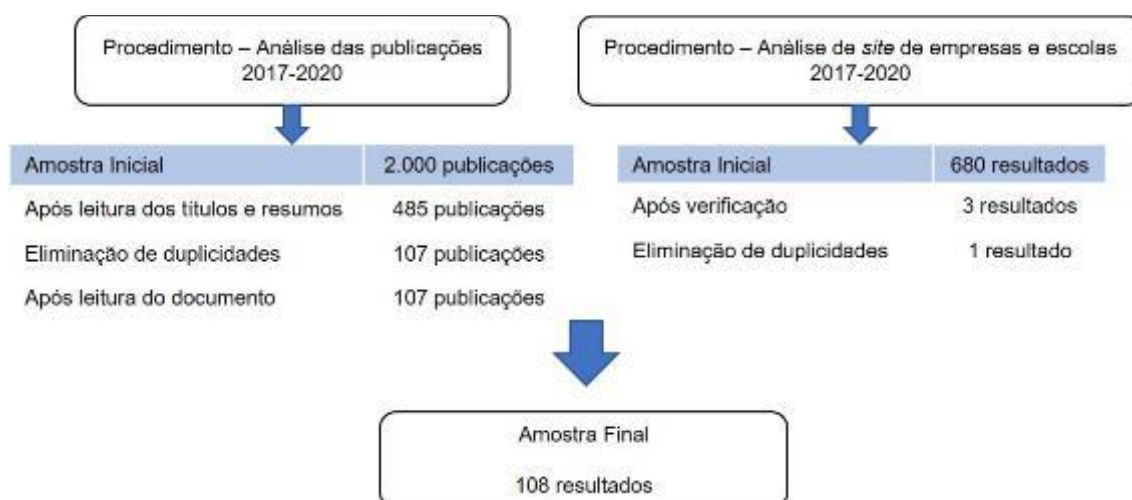 Procedimento – Análise das publicações
2017-2020
Procedimento – Análise de site de empresas e escolas
2017-2020
Amostra Inicial 2.000 publicações
Após leitura dos títulos e resumos 485 publicações
Eliminação de duplicidades 107 publicações
Após leitura do documento 107 publicações
Amostra Inicial 680 resultados
Após verificação 3 resultados
Eliminação de duplicidades 1 resultado
Amostra Final
108 resultados